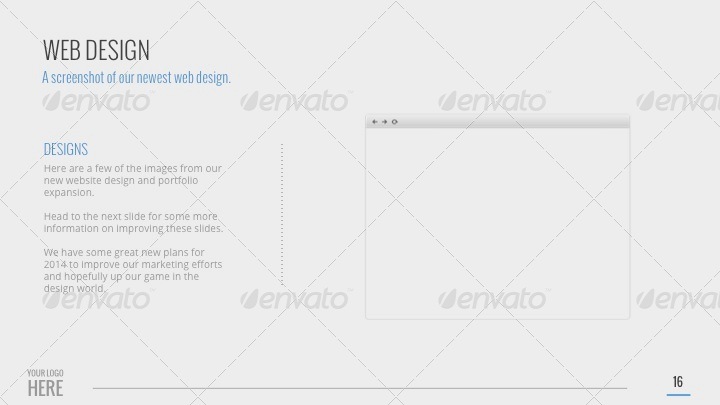 WEB DESIGN
A screenshot of our newest web design.
envato envato envato envato
DESIGNS
Here are a few of the images from our
new website design and portfolio
expansion.
Head to the next slide for some more
information on improving these slides.
We have some great new plans for
2014 to improve our marketing efforts
and hopefully up our game in the
design world.
envato envato envato envato
YOUR LOGO
HERE
16